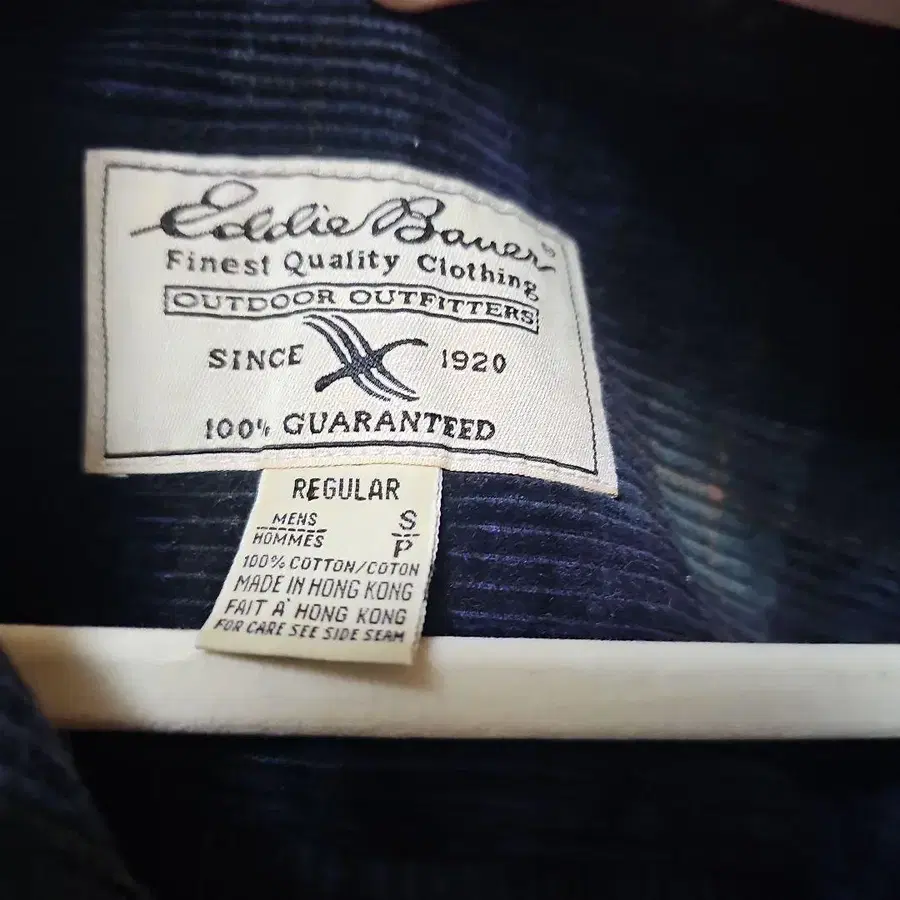 Eddie Bauer®
Finest Quality Clothing
OUTDOOR OUTFITTERS
SINCE 1920
100% GUARANTEED
REGULAR
MENS S
HOMMES P
100% COTTON/COTON
MADE IN HONG KONG
FAIT A' HONG KONG
FOR CARE SEE SIDE SEAM